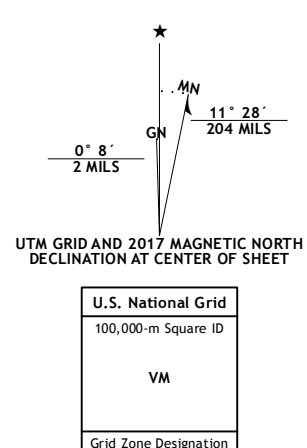 ★
MN
11° 28´
204 MILS
GN
0° 8´
2 MILS
UTM GRID AND 2017 MAGNETIC NORTH
DECLINATION AT CENTER OF SHEET
U.S. National Grid
100,000-m Square ID
VM
Grid Zone Designation